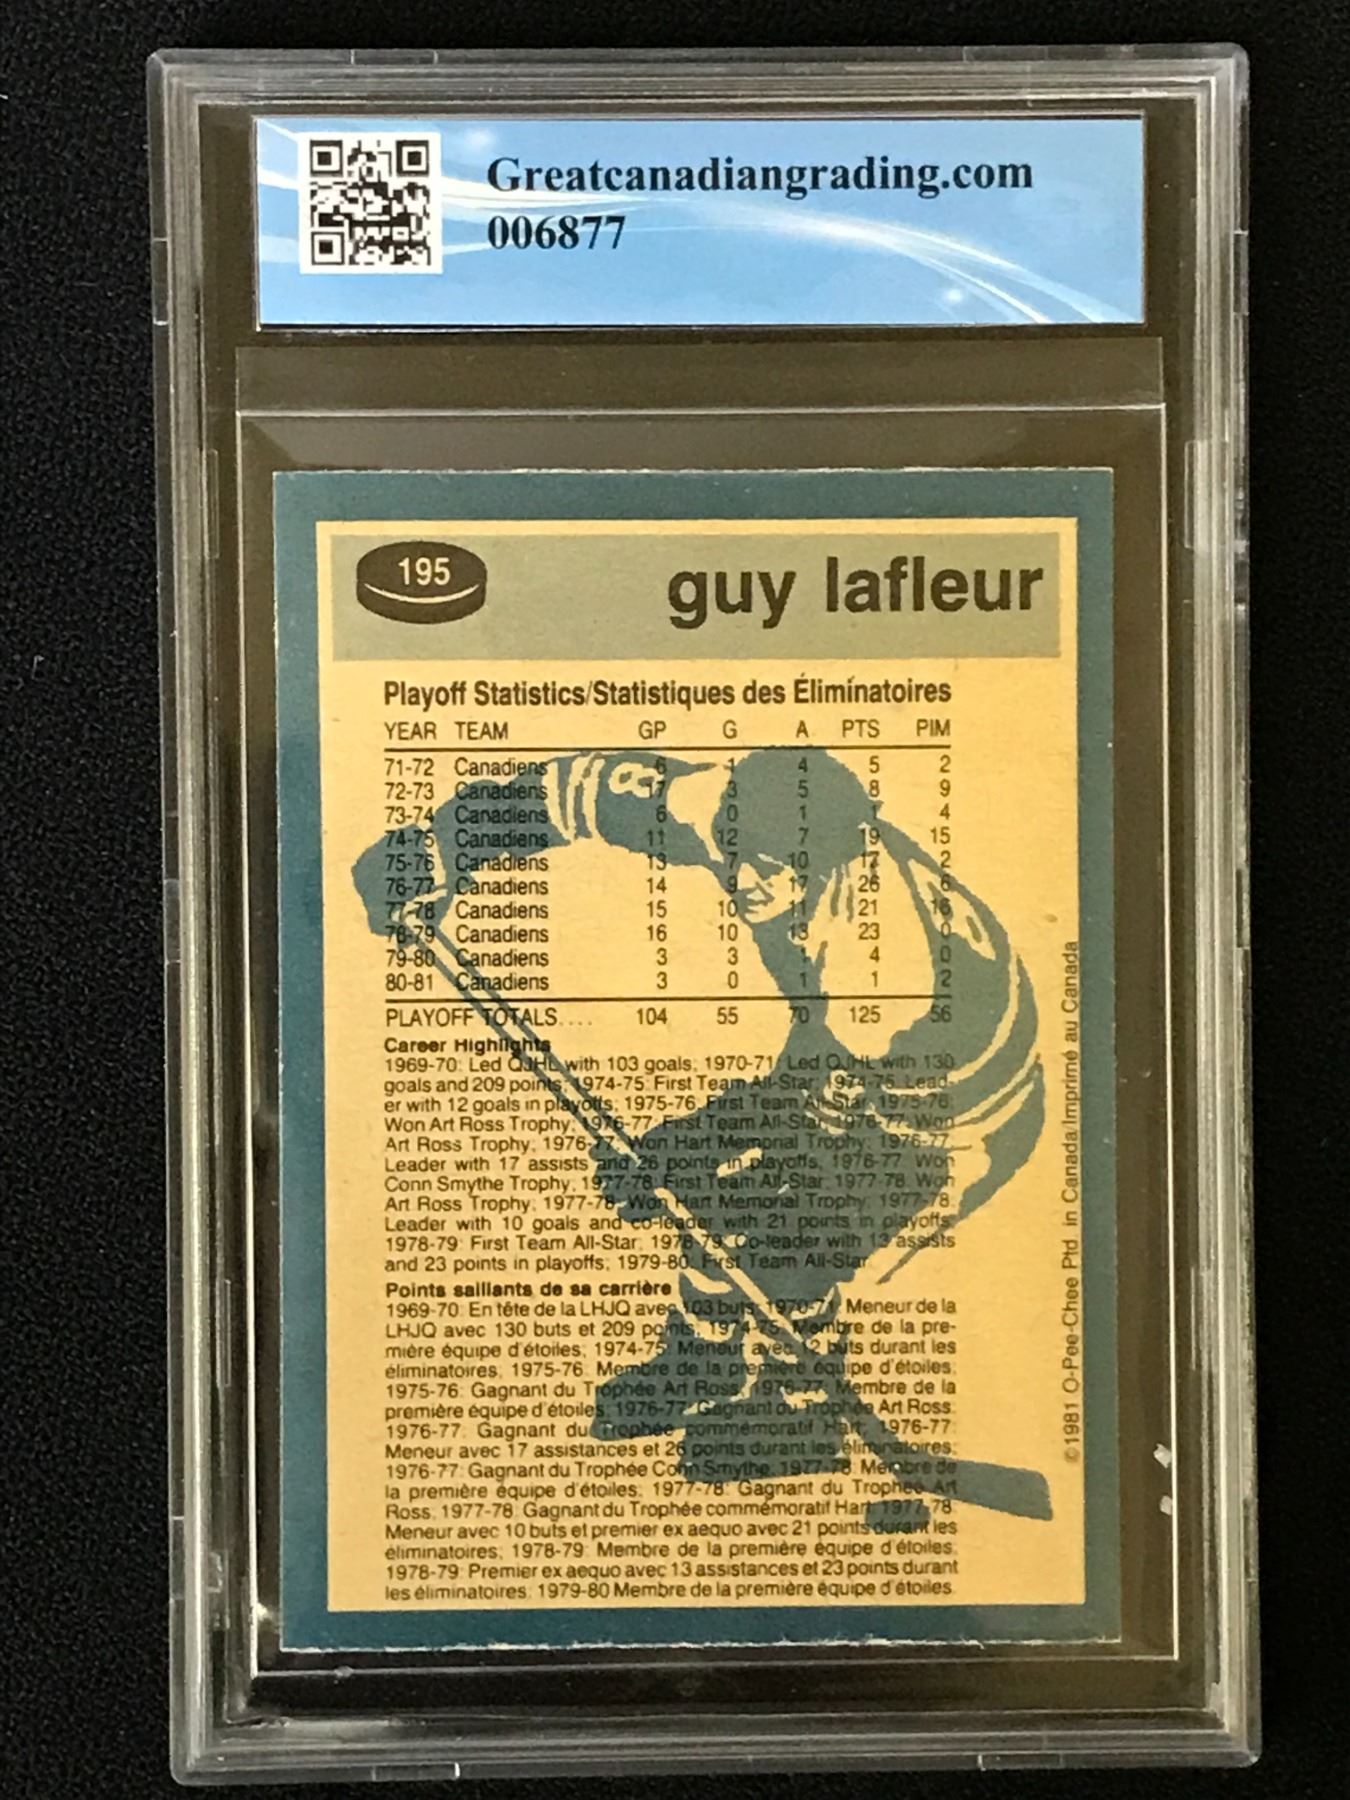 Greatcanadiangrading.com
006877
195
guy lafleur
Playoff Statistics/Statistiques des Éliminatoires
YEAR TEAM GP G A PTS PIM
71-72 Canadiens 6 1 4 5 2
72-73 Canadiens 17 3 5 8 9
73-74 Canadiens 6 0 1 1 4
74-75 Canadiens 11 12 7 19 15
75-76 Canadiens 13 7 10 17 2
76-77 Canadiens 14 9 17 26 6
77-78 Canadiens 15 10 11 21 16
78-79 Canadiens 16 10 13 23 0
79-80 Canadiens 3 3 1 4 0
80-81 Canadiens 3 0 1 1 2
PLAYOFF TOTALS.... 104 55 70 125 56
Career Highlights
1969-70: Led QJHL with 103 goals; 1970-71: Led QJHL with 130
goals and 209 points; 1974-75: First Team All-Star; 1974-75: Lead-
er with 12 goals in playoffs; 1975-76: First Team All-Star; 1975-76:
Won Art Ross Trophy; 1976-77: First Team All-Star; 1976-77: Won
Art Ross Trophy; 1976-77: Won Hart Memorial Trophy; 1976-77:
Leader with 17 assists and 26 points in playoffs; 1976-77: Won
Conn Smythe Trophy; 1977-78: First Team All-Star; 1977-78: Won
Art Ross Trophy; 1977-78: Won Hart Memorial Trophy; 1977-78:
Leader with 10 goals and co-leader with 21 points in playoffs;
1978-79: First Team All-Star; 1978-79: Co-leader with 13 assists
and 23 points in playoffs; 1979-80: First Team All-Star
Points saillants de sa carrière
1969-70: En tête de la LHJQ avec 103 buts; 1970-71: Meneur de la
LHJQ avec 130 buts et 209 points; 1974-75: Membre de la pre-
mière équipe d'étoiles; 1974-75: Meneur avec 12 buts durant les
éliminatoires; 1975-76: Membre de la première équipe d'étoiles;
1975-76: Gagnant du Trophée Art Ross; 1976-77: Membre de la
première équipe d'étoiles; 1976-77: Gagnant du Trophée Art Ross;
1976-77: Gagnant du Trophée commémoratif Hart; 1976-77:
Meneur avec 17 assistances et 26 points durant les éliminatoires;
1976-77: Gagnant du Trophée Conn Smythe; 1977-78: Membre de
la première équipe d'étoiles; 1977-78: Gagnant du Trophée Art
Ross; 1977-78: Gagnant du Trophée commémoratif Hart; 1977-78:
Meneur avec 10 buts et premier ex aequo avec 21 points durant les
éliminatoires; 1978-79: Membre de la première équipe d'étoiles;
1978-79: Premier ex aequo avec 13 assistances et 23 points durant
les éliminatoires; 1979-80 Membre de la première équipe d'étoiles.
©1981 O-Pee-Chee Ptd. in Canada/Imprimé au Canada